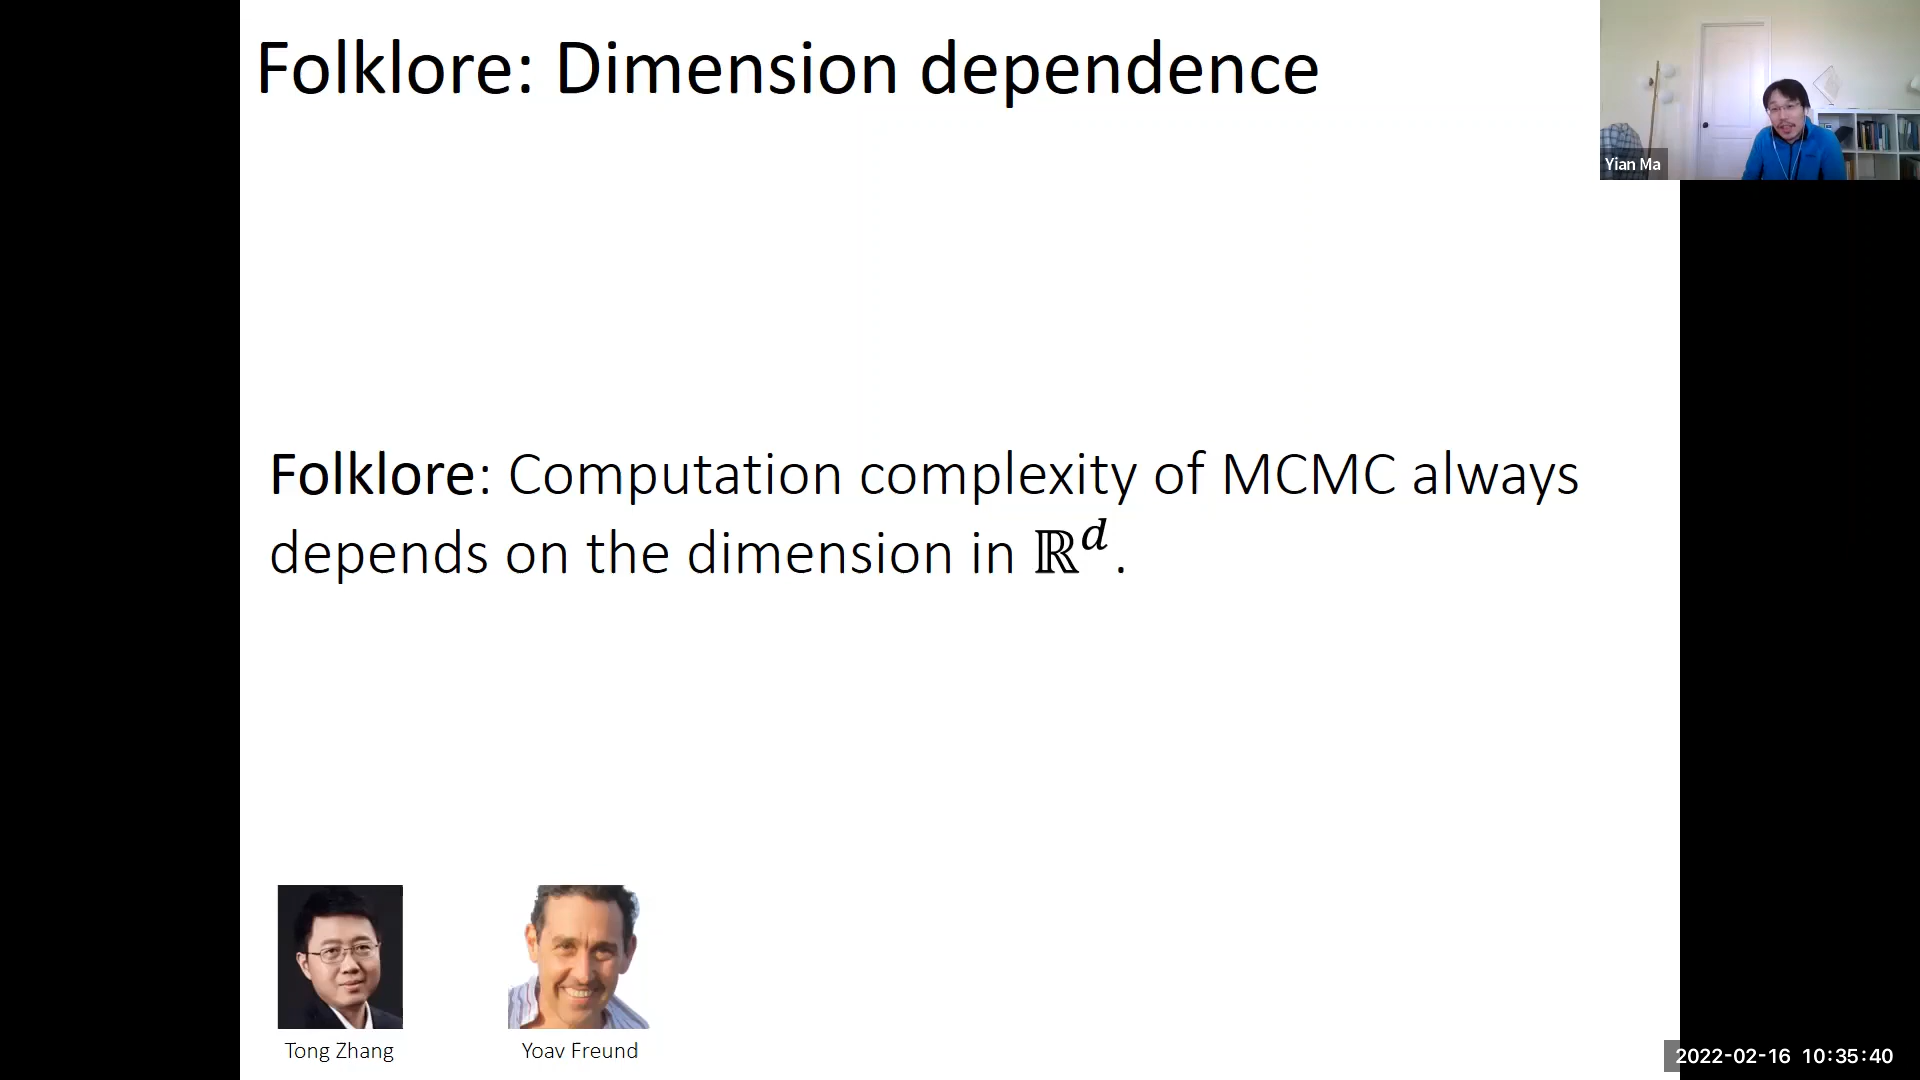 Folklore: Dimension dependence
Yian Ma
Folklore: Computation complexity of MCMC always
depends on the dimension in ℝ^d.
Tong Zhang
Yoav Freund
2022-02-16 10:35:40